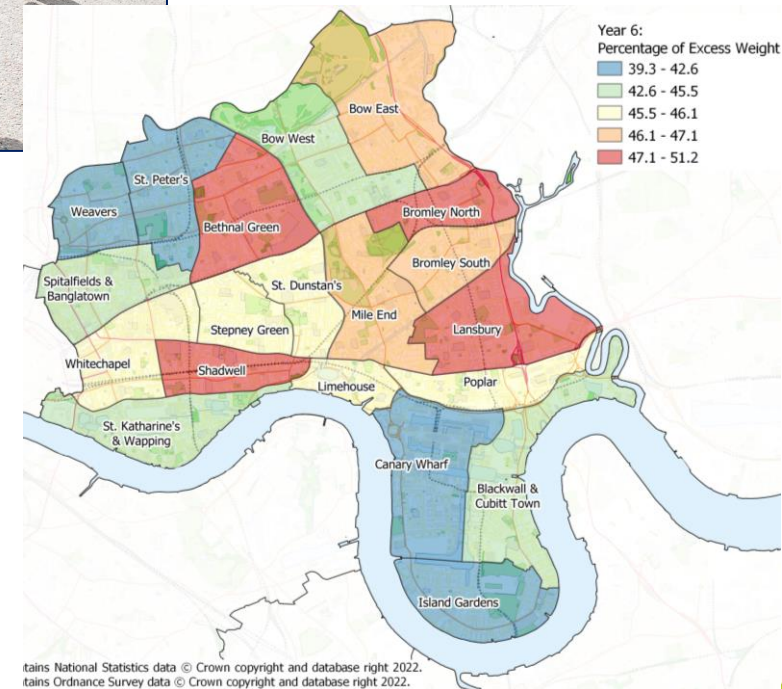 Year 6:
Percentage of Excess Weight
39.3 - 42.6
42.6 - 45.5
45.5 - 46.1
46.1 - 47.1
47.1 - 51.2
Bow East
Bow West
St. Peter's
Weavers
Bethnal Green
Bromley North
Bromley South
Spitalfields &
Banglatown
St. Dunstan's
Mile End
Stepney Green
Lansbury
Whitechapel
Shadwell
Limehouse
Poplar
St. Katharine's
& Wapping
Canary Wharf
Blackwall &
Cubitt Town
Island Gardens
tains National Statistics data © Crown copyright and database right 2022.
tains Ordnance Survey data © Crown copyright and database right 2022.